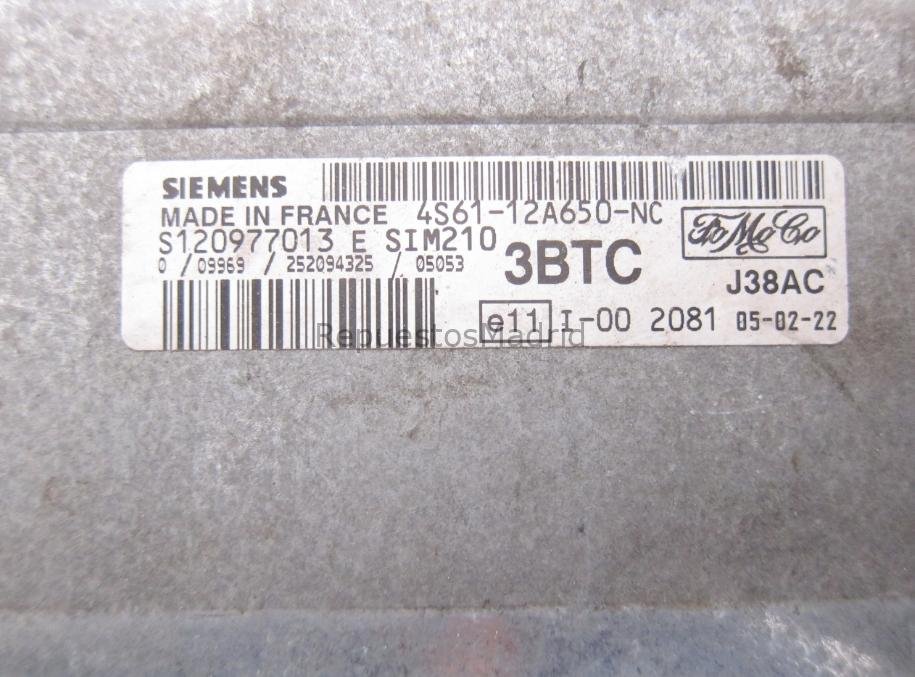 SIEMENS
MADE IN FRANCE 4S61-12A650-NC
S120977013 E SIM210
0 / 09969 / 252094325 / 05053
3BTC
FoMoCo
J38AC
e11 I-00 2081 05-02-22
RepuestosMadrid